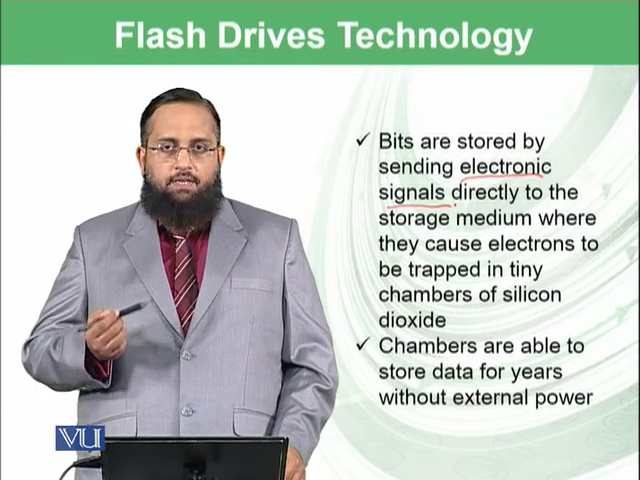 Flash Drives Technology
✓ Bits are stored by
sending electronic
signals directly to the
storage medium where
they cause electrons to
be trapped in tiny
chambers of silicon
dioxide
✓ Chambers are able to
store data for years
without external power
VU